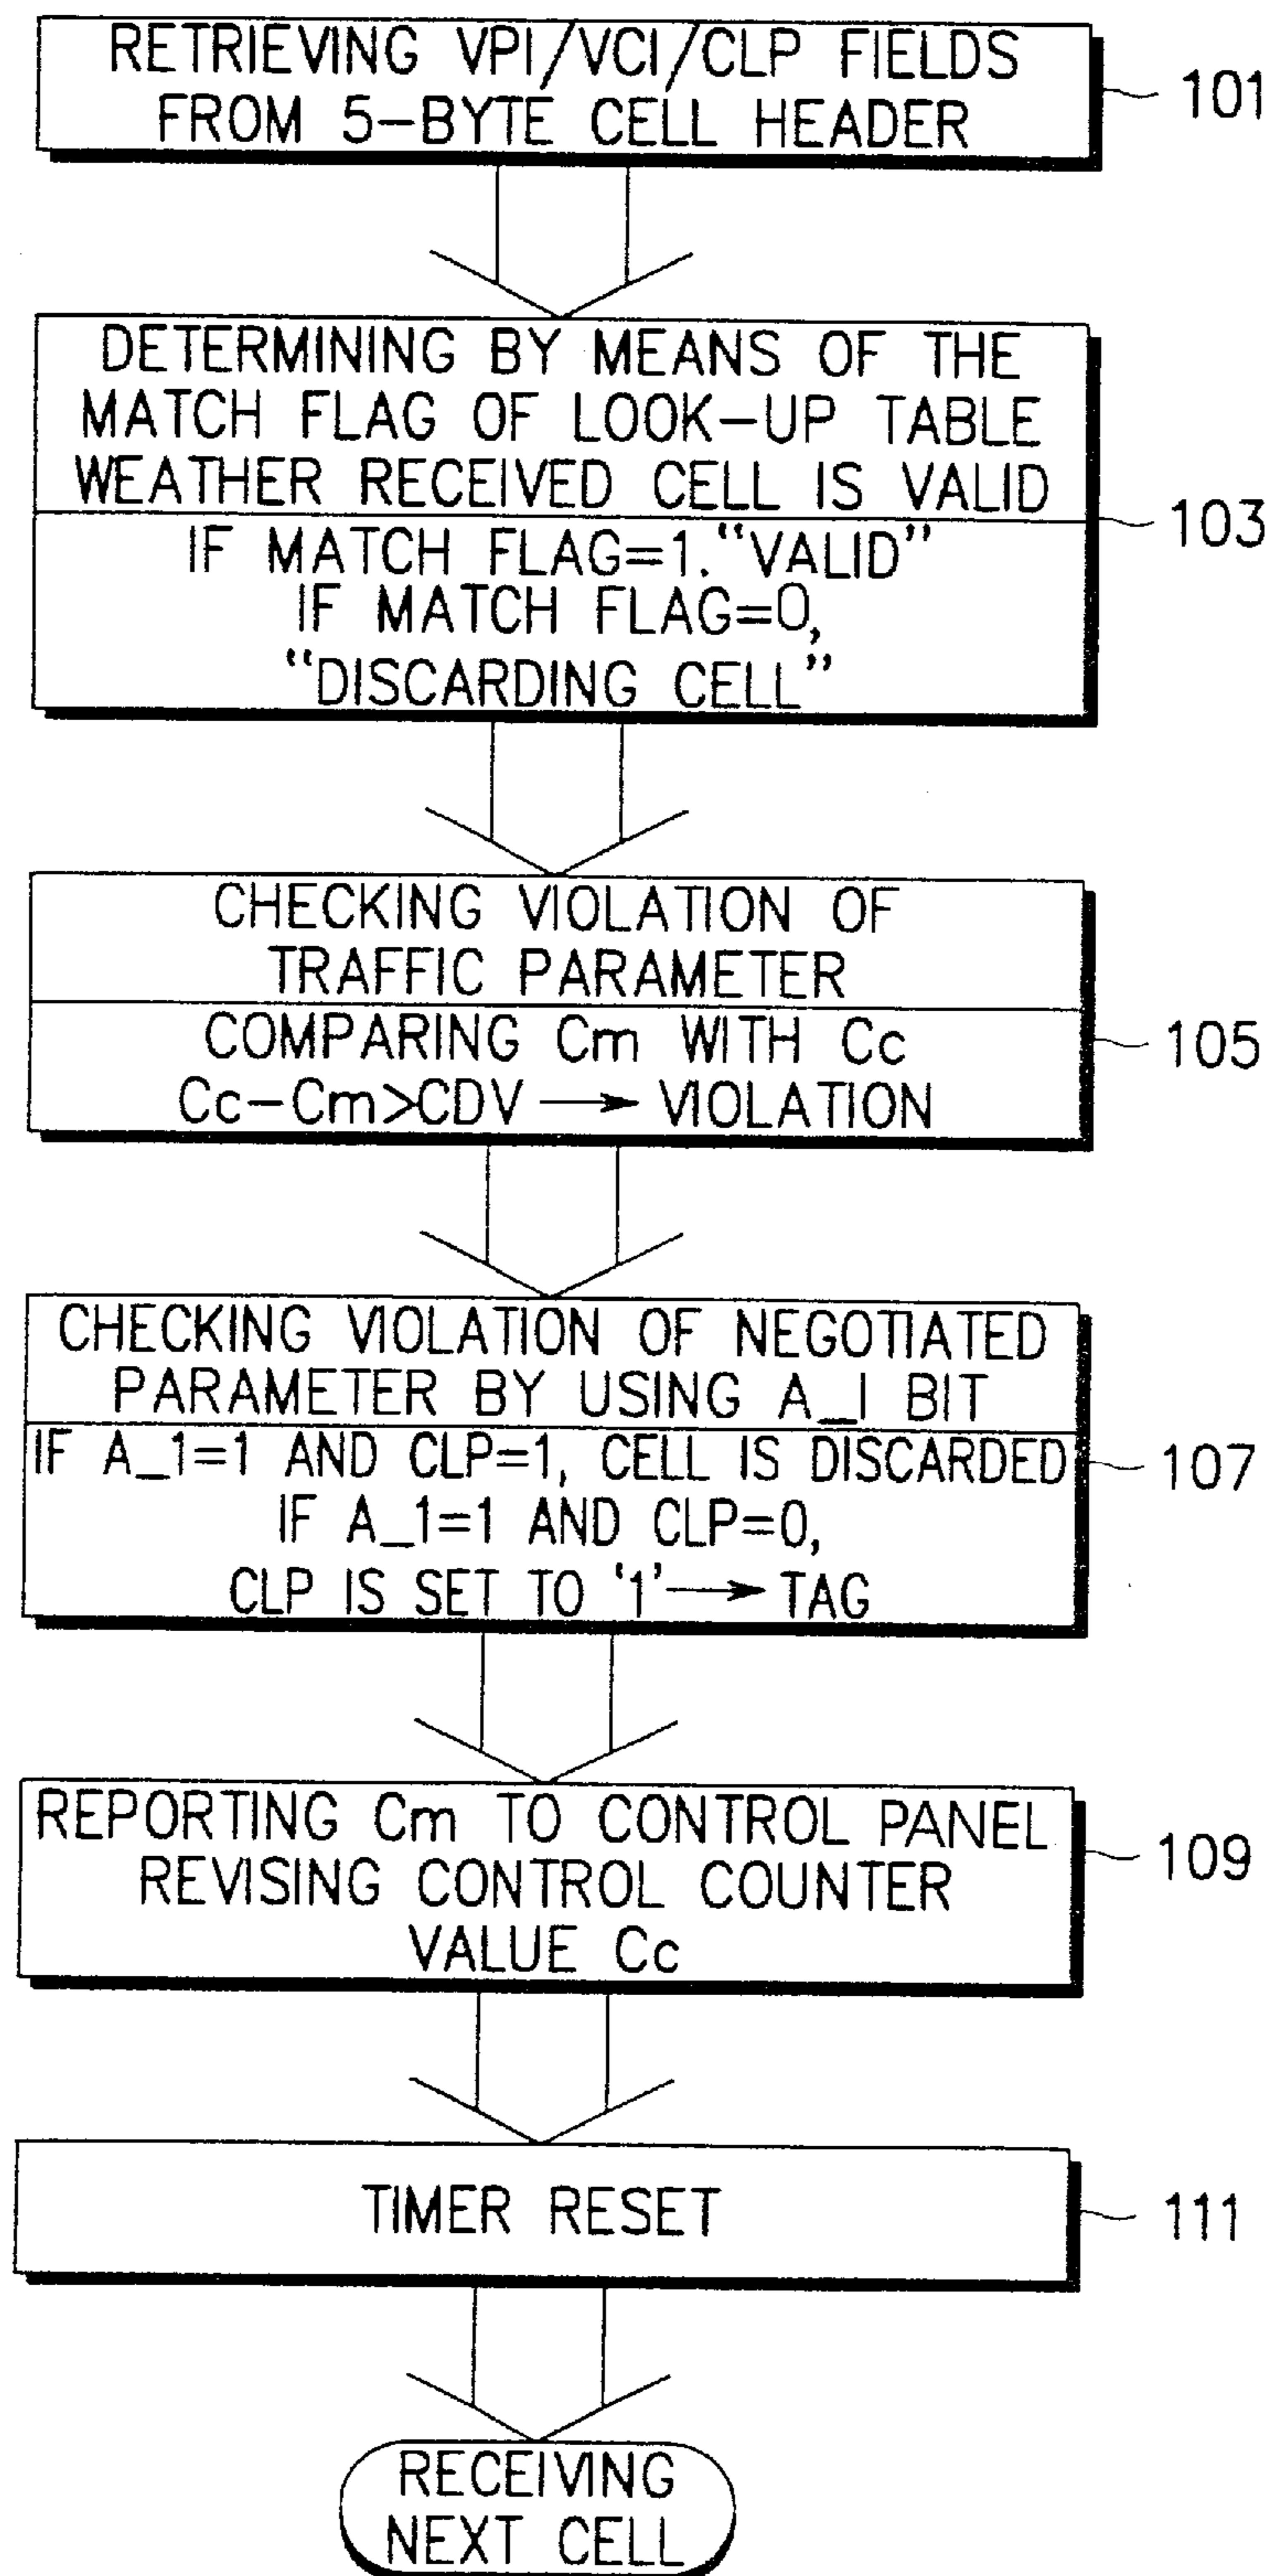 RETRIEVING VPI/VCI/CLP FIELDS
FROM 5-BYTE CELL HEADER
101
DETERMINING BY MEANS OF THE
MATCH FLAG OF LOOK-UP TABLE
WEATHER RECEIVED CELL IS VALID
103
IF MATCH FLAG=1. "VALID"
IF MATCH FLAG=0,
"DISCARDING CELL"
CHECKING VIOLATION OF
TRAFFIC PARAMETER
COMPARING Cm WITH Cc
105
Cc-Cm>CDV → VIOLATION
CHECKING VIOLATION OF NEGOTIATED
PARAMETER BY USING A_I BIT
IF A_1=1 AND CLP=1, CELL IS DISCARDED
107
IF A_1=1 AND CLP=0,
CLP IS SET TO '1' → TAG
REPORTING Cm TO CONTROL PANEL
REVISING CONTROL COUNTER
109
VALUE Cc
TIMER RESET
111
RECEIVING
NEXT CELL